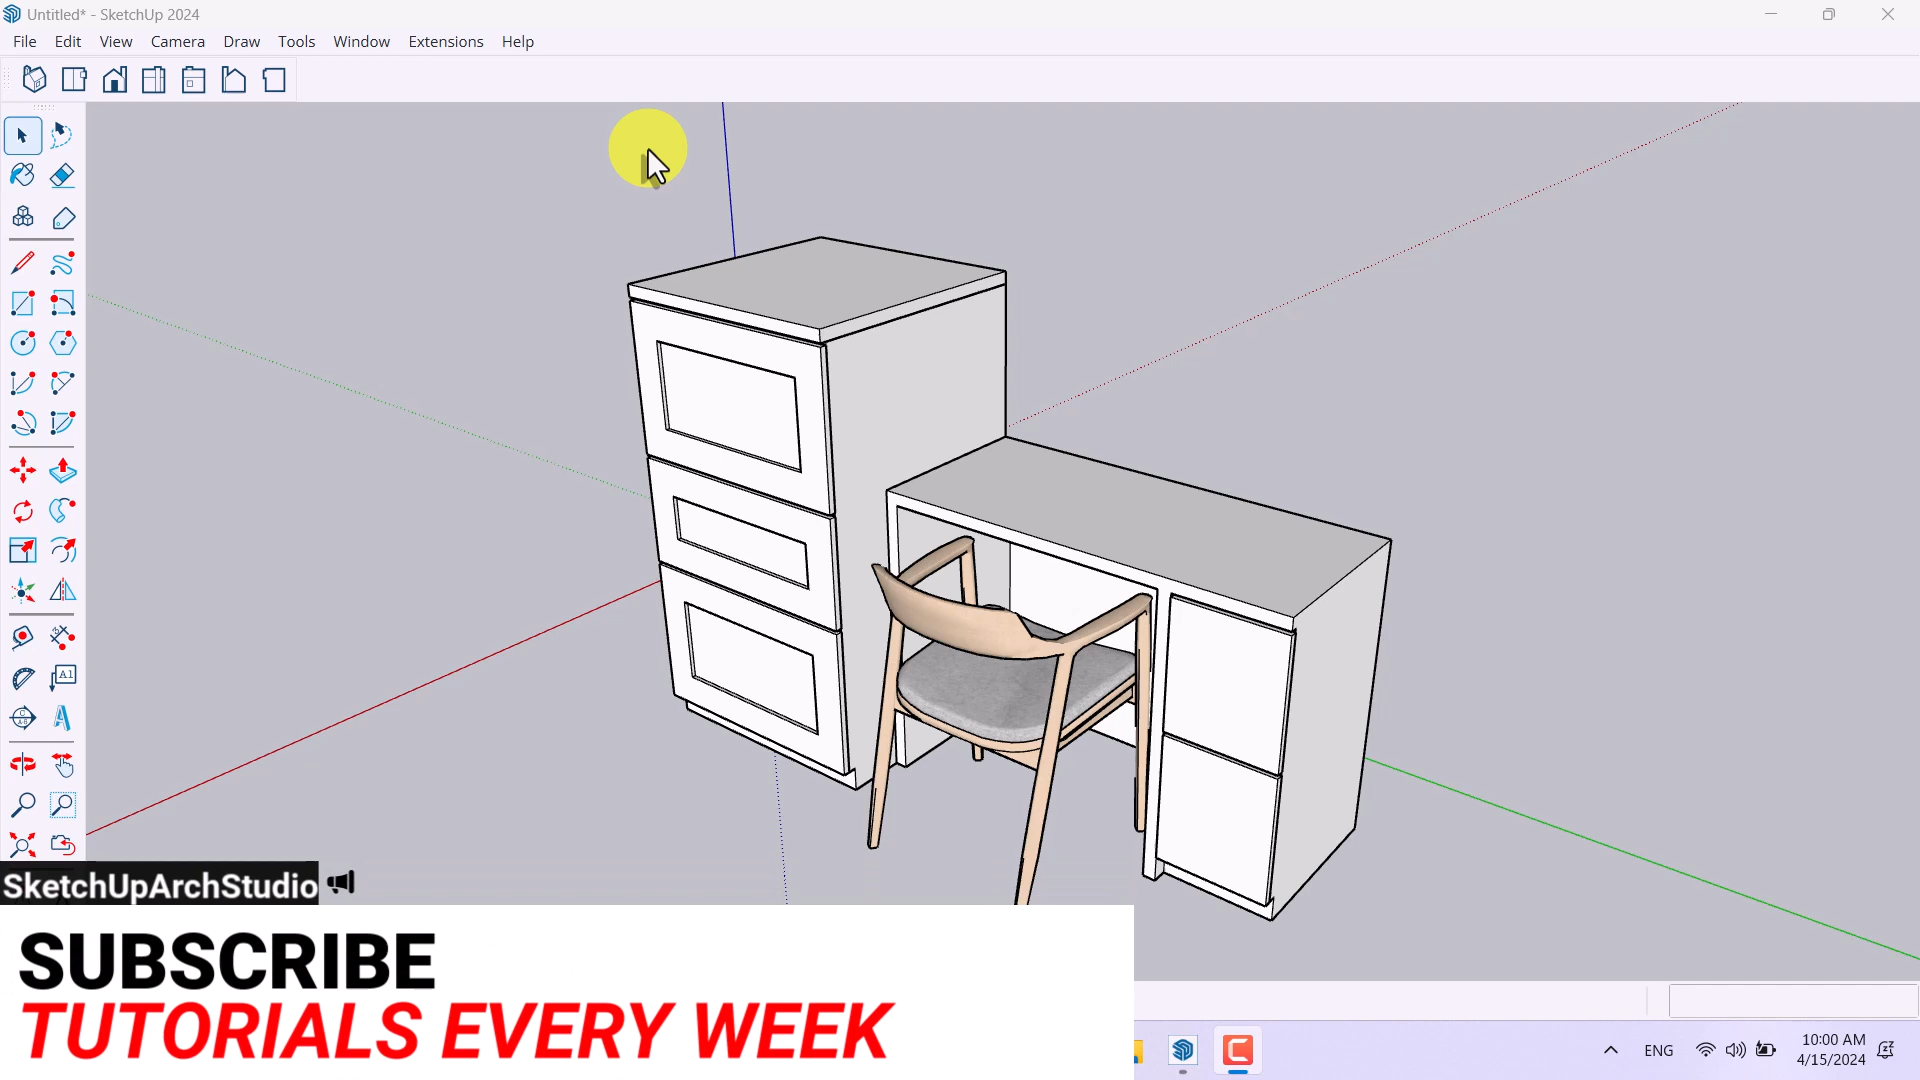 Untitled* - SketchUp 2024
File Edit View Camera Draw Tools Window Extensions Help
A1
SketchUpArchStudio
SUBSCRIBE
TUTORIALS EVERY WEEK
ENG
10:00 AM
4/15/2024